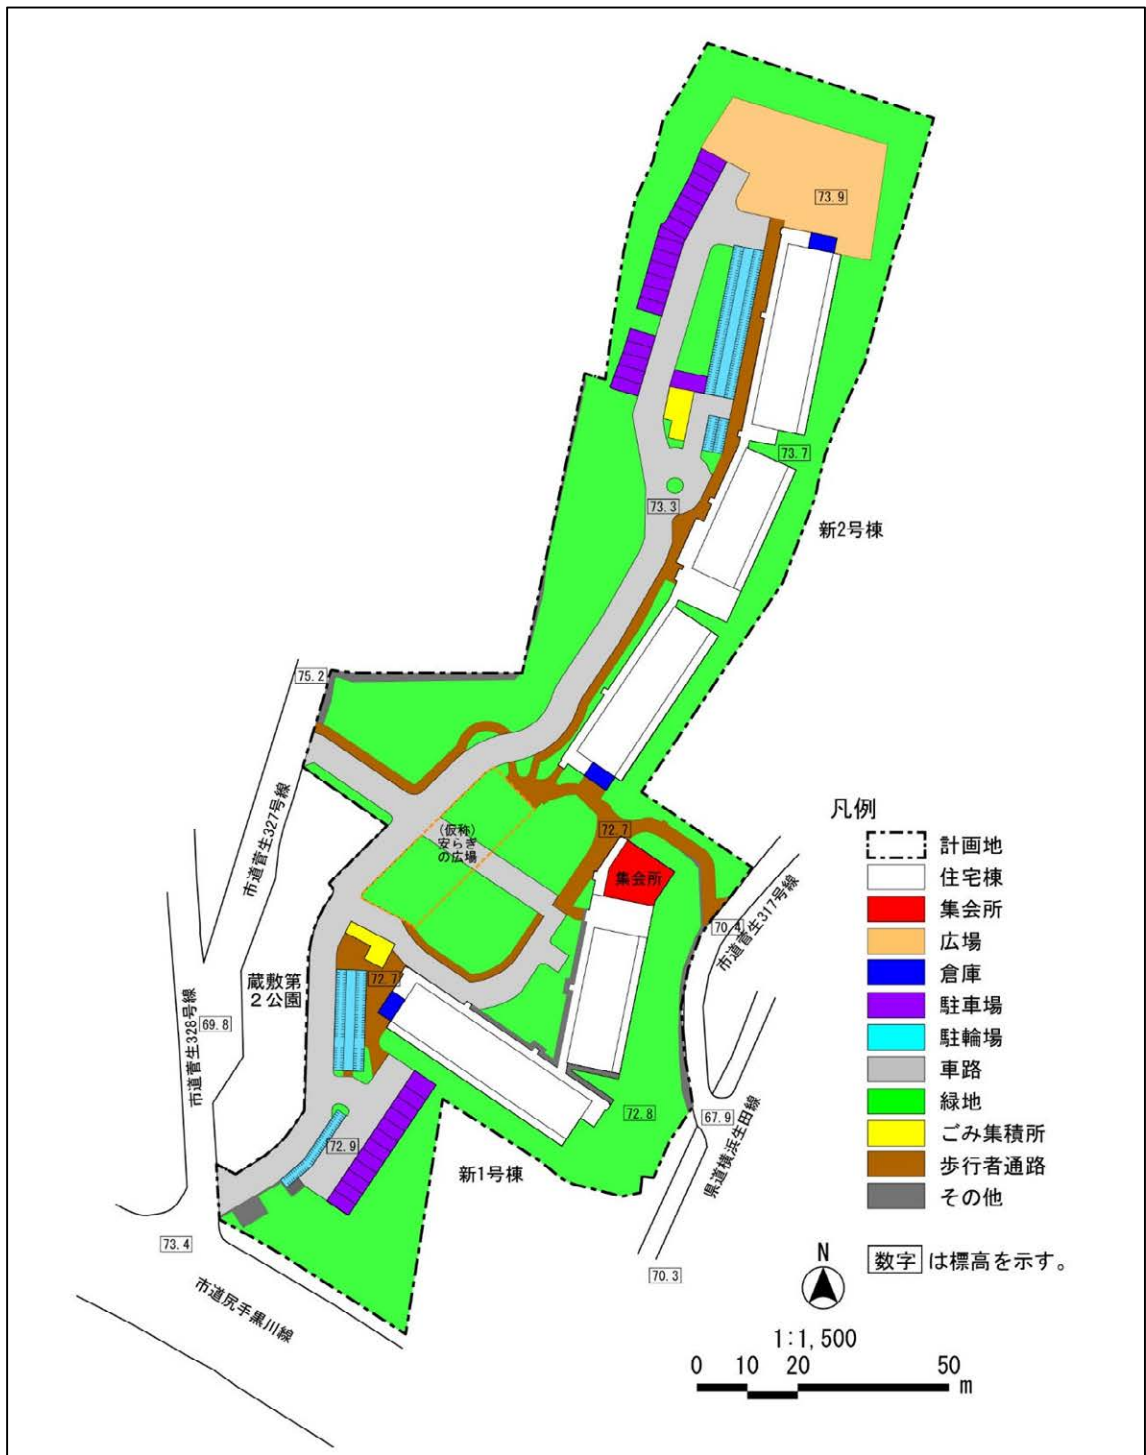 73.9
73.7
新2号棟
73.3
75.2
市道菅生327号線
(仮称)
安らぎ
の広場
72.7
集会所
70.4
市道菅生317号線
蔵敷第
2公園
72.7
69.8
市道菅生328号線
72.8
67.9
72.9
新1号棟
県道横浜生田線
73.4
70.3
市道尻手黒川線
凡例
計画地
住宅棟
集会所
広場
倉庫
駐車場
駐輪場
車路
緑地
ごみ集積所
歩行者通路
その他
数字 は標高を示す。
N
1:1,500
0 10 20 50
m